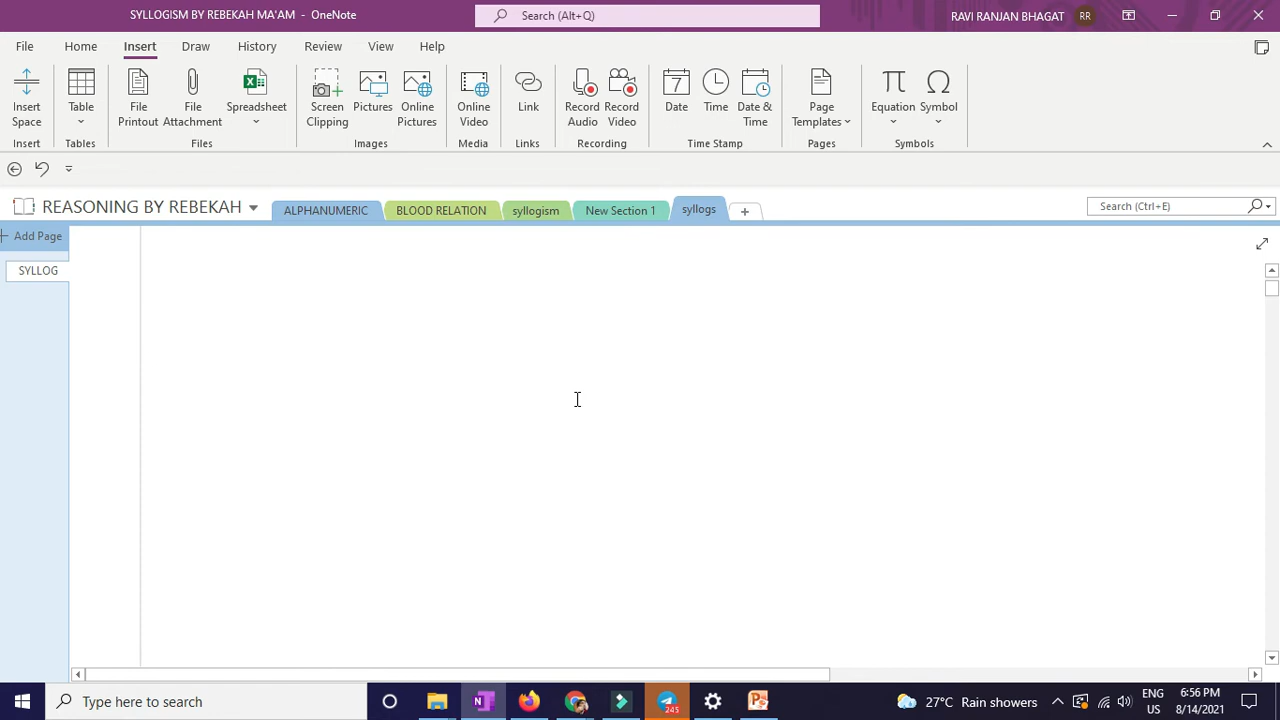 SYLLOGISM BY REBEKAH MA'AM - OneNote
Search (Alt+Q)
RAVI RANJAN BHAGAT RR
File Home Insert Draw History Review View Help
Insert Space
Table
File Printout
File Attachment
Spreadsheet
Screen Clipping
Pictures
Online Pictures
Online Video
Link
Record Audio
Record Video
7
Date
Time
Date & Time
Page Templates
π
Equation
Ω
Symbol
Insert Tables Files Images Media Links Recording Time Stamp Pages Symbols
REASONING BY REBEKAH ALPHANUMERIC BLOOD RELATION syllogism New Section 1 syllogs + Search (Ctrl+E)
+ Add Page
SYLLOG
Type here to search
245
27°C Rain showers
ENG
US
6:56 PM
8/14/2021